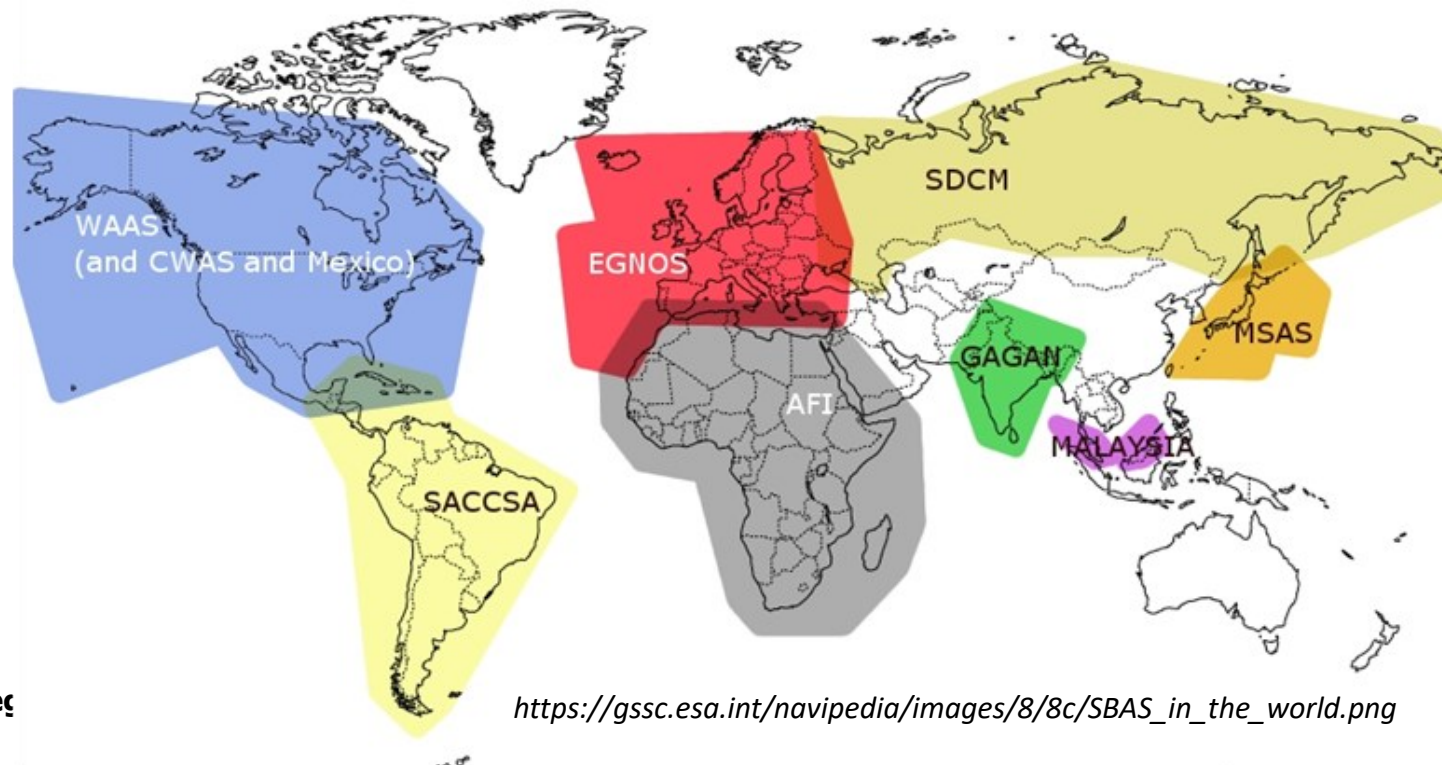 SDCM
WAAS
(and CWAS and Mexico)
EGNOS
MSAS
GAGAN
AFI
MALAYSIA
SACCSA
https://gssc.esa.int/navipedia/images/8/8c/SBAS_in_the_world.png